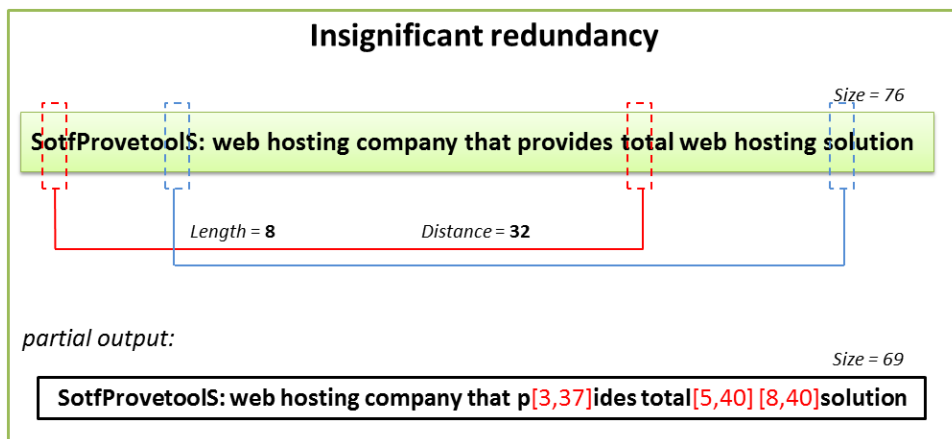 Insignificant redundancy
Size = 76
SotfProvetoolS: web hosting company that provides total web hosting solution
Length = 8 Distance = 32
partial output:
Size = 69
SotfProvetoolS: web hosting company that p[3,37]ides total[5,40] [8,40]solution